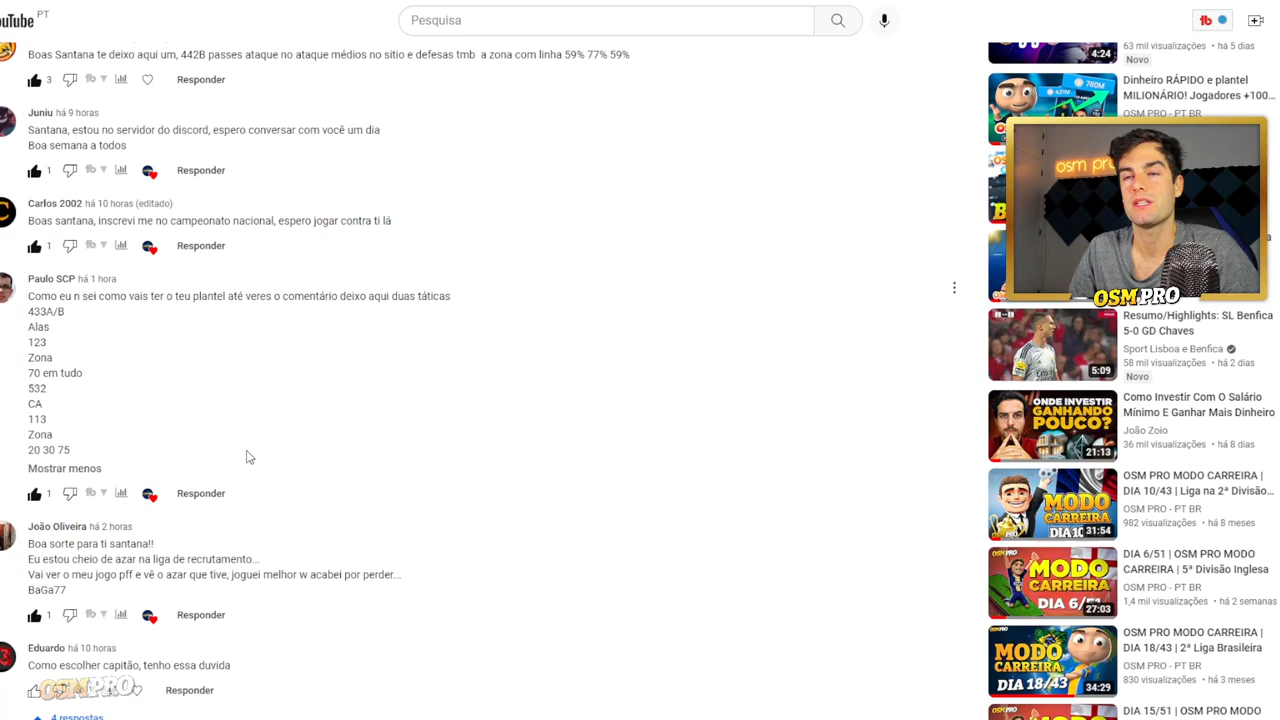 ouTube PT
Pesquisa
Boas Santana te deixo aqui um, 442B passes ataque no ataque médios no sitio e defesas tmb a zona com linha 59% 77% 59%
3
Responder
Juniu há 9 horas
Santana, estou no servidor do discord, espero conversar com você um dia
Boa semana a todos
1
Responder
Carlos 2002 há 10 horas (editado)
Boas santana, inscrevi me no campeonato nacional, espero jogar contra ti lá
1
Responder
Paulo SCP há 1 hora
Como eu n sei como vais ter o teu plantel até veres o comentário deixo aqui duas táticas
433A/B
Alas
123
Zona
70 em tudo
532
CA
113
Zona
20 30 75
Mostrar menos
1
Responder
João Oliveira há 2 horas
Boa sorte para ti santana!!
Eu estou cheio de azar na liga de recrutamento...
Vai ver o meu jogo pff e vê o azar que tive, joguei melhor w acabei por perder...
BaGa77
1
Responder
Eduardo há 10 horas
Como escolher capitão, tenho essa duvida
OSM PRO
Responder
4 respostas
63 mil visualizações • há 5 dias
4:24
Novo
Dinheiro RÁPIDO e plantel
MILIONÁRIO! Jogadores +100...
OSM PRO - PT BR
osm pro
OSM.PRO
Resumo/Highlights: SL Benfica
5-0 GD Chaves
Sport Lisboa e Benfica
58 mil visualizações • há 2 dias
5:09
Novo
ONDE INVESTIR
GANHANDO
POUCO?
21:13
Como Investir Com O Salário
Mínimo E Ganhar Mais Dinheiro
João Zoio
36 mil visualizações • há 8 dias
MODO
CARREIRA
DIA 10
31:54
OSM PRO MODO CARREIRA |
DIA 10/43 | Liga na 2ª Divisão...
OSM PRO - PT BR
982 visualizações • há 8 meses
MODO
CARREIRA
DIA 6/51
27:03
DIA 6/51 | OSM PRO MODO
CARREIRA | 5ª Divisão Inglesa
OSM PRO - PT BR
1,4 mil visualizações • há 2 semanas
MODO
CARREIRA
DIA 18/43
34:29
OSM PRO MODO CARREIRA |
DIA 18/43 | 2ª Liga Brasileira
OSM PRO - PT BR
830 visualizações • há 3 meses
DIA 15/51 | OSM PRO MODO